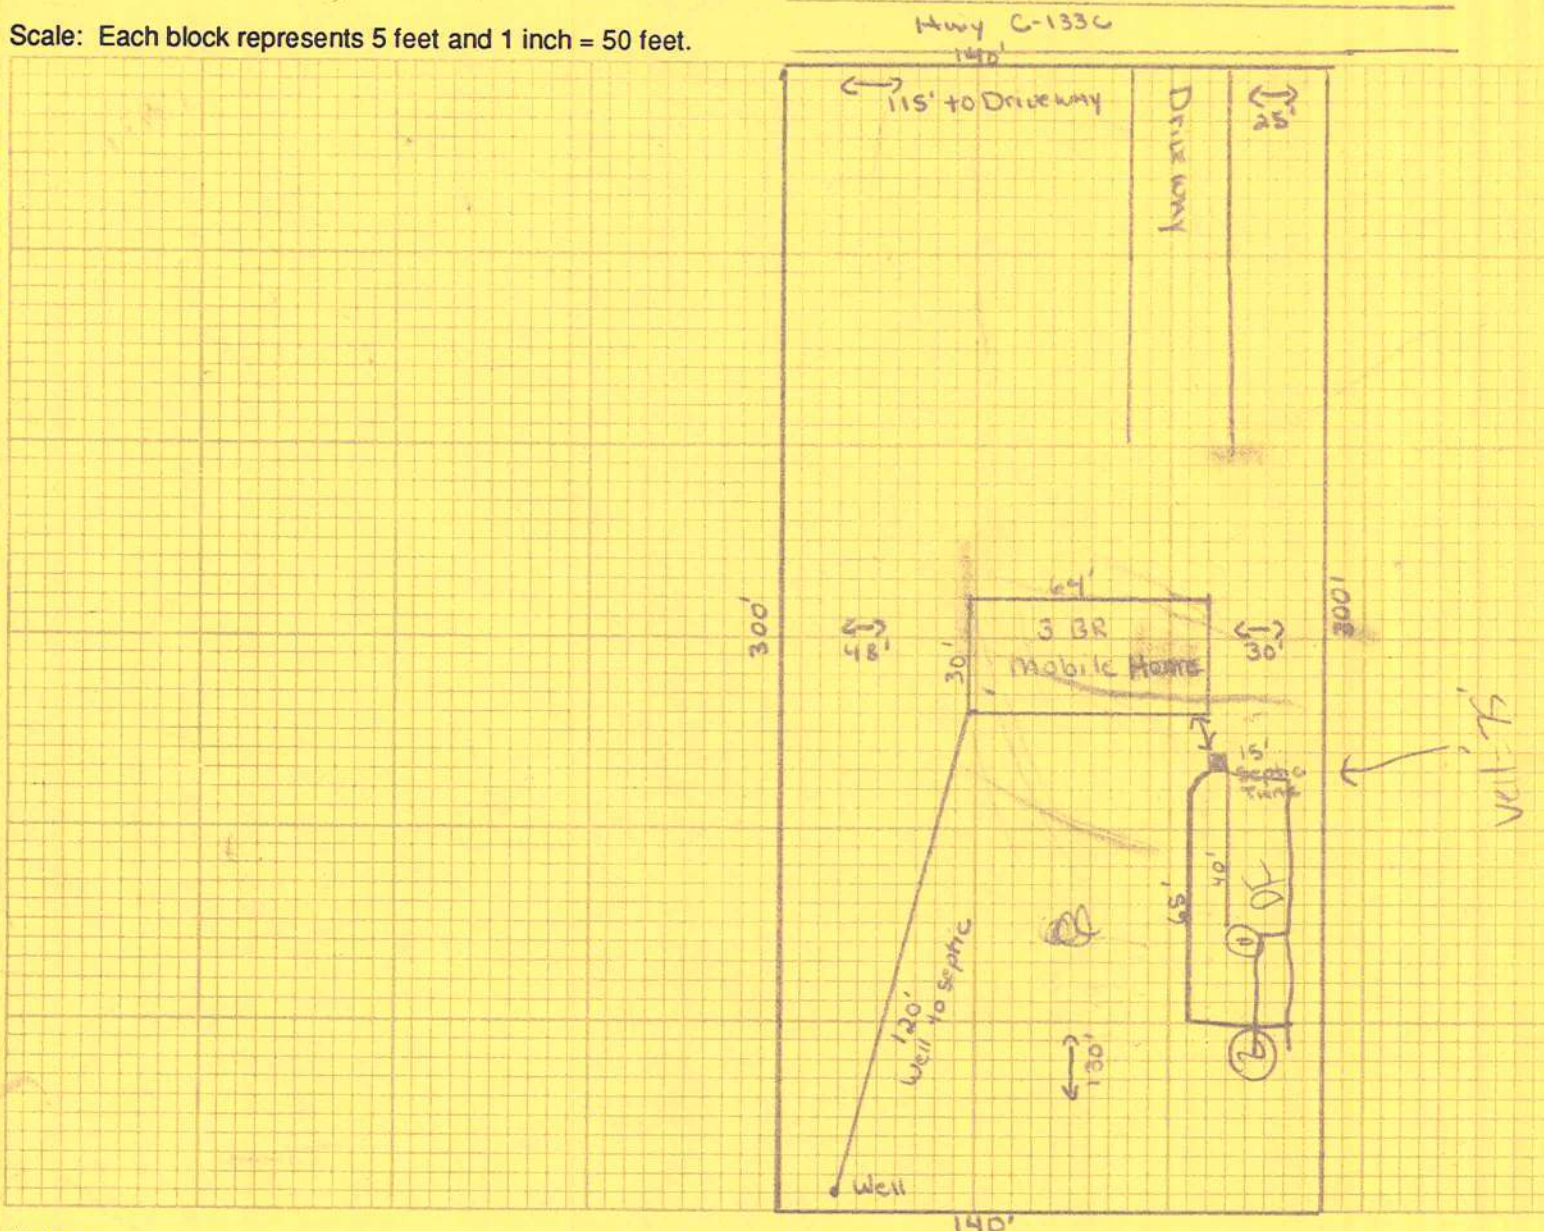 Scale: Each block represents 5 feet and 1 inch = 50 feet.
Hwy C-133C
140'
115' to Driveway
Driveway
25'
64'
3 BR
Mobile Home
30'
300'
48'
30'
300'
15'
Septic
Tank
65'
40'
1
2
120'
Well to septic
130'
Well
140'